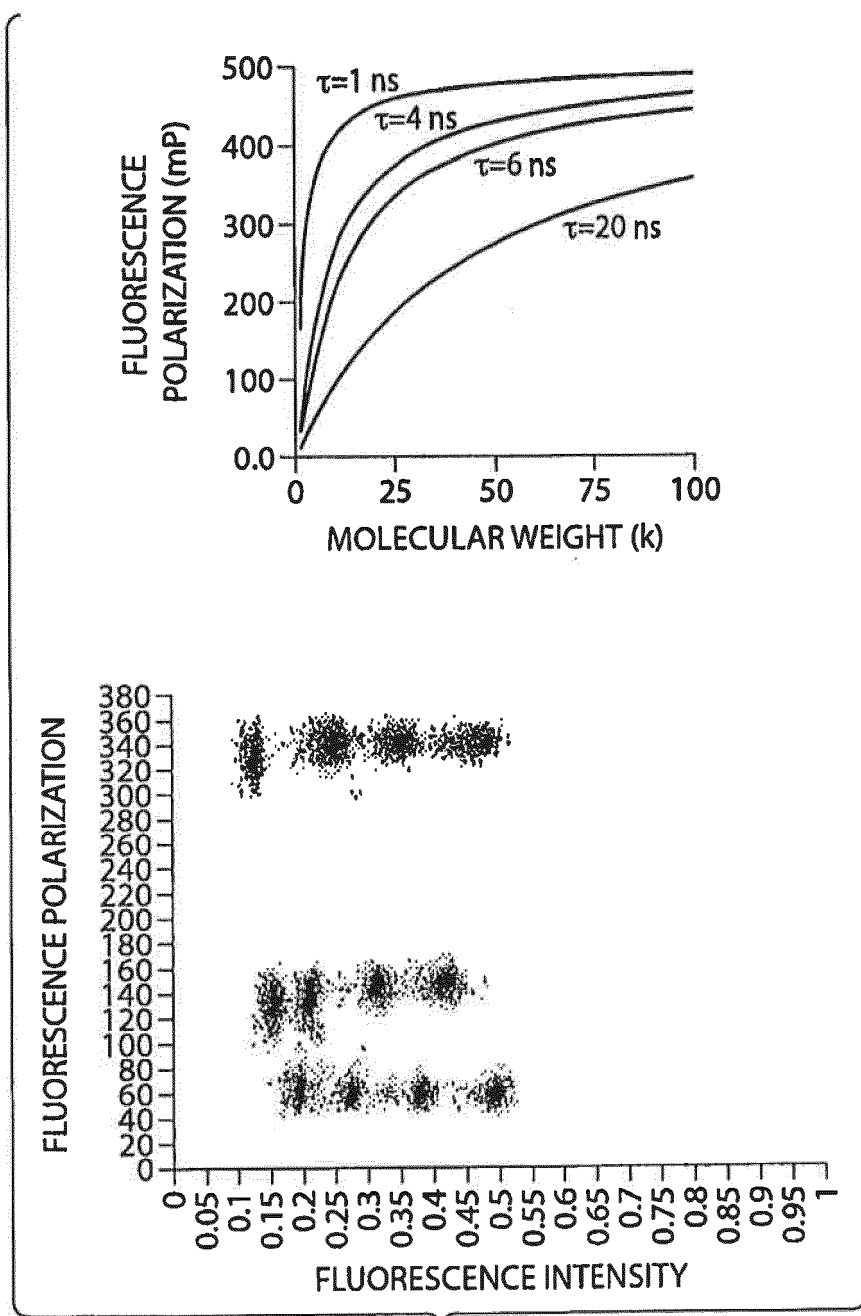 FLUORESCENCE
POLARIZATION (mP)
500
400
300
200
100
0.0
τ=1 ns
τ=4 ns
τ=6 ns
τ=20 ns
0 25 50 75 100
MOLECULAR WEIGHT (k)
FLUORESCENCE POLARIZATION
380
360
340
320
300
280
260
240
220
200
180
160
140
120
100
80
60
40
20
0
0 0.05 0.1 0.15 0.2 0.25 0.3 0.35 0.4 0.45 0.5 0.55 0.6 0.65 0.7 0.75 0.8 0.85 0.9 0.95 1
FLUORESCENCE INTENSITY